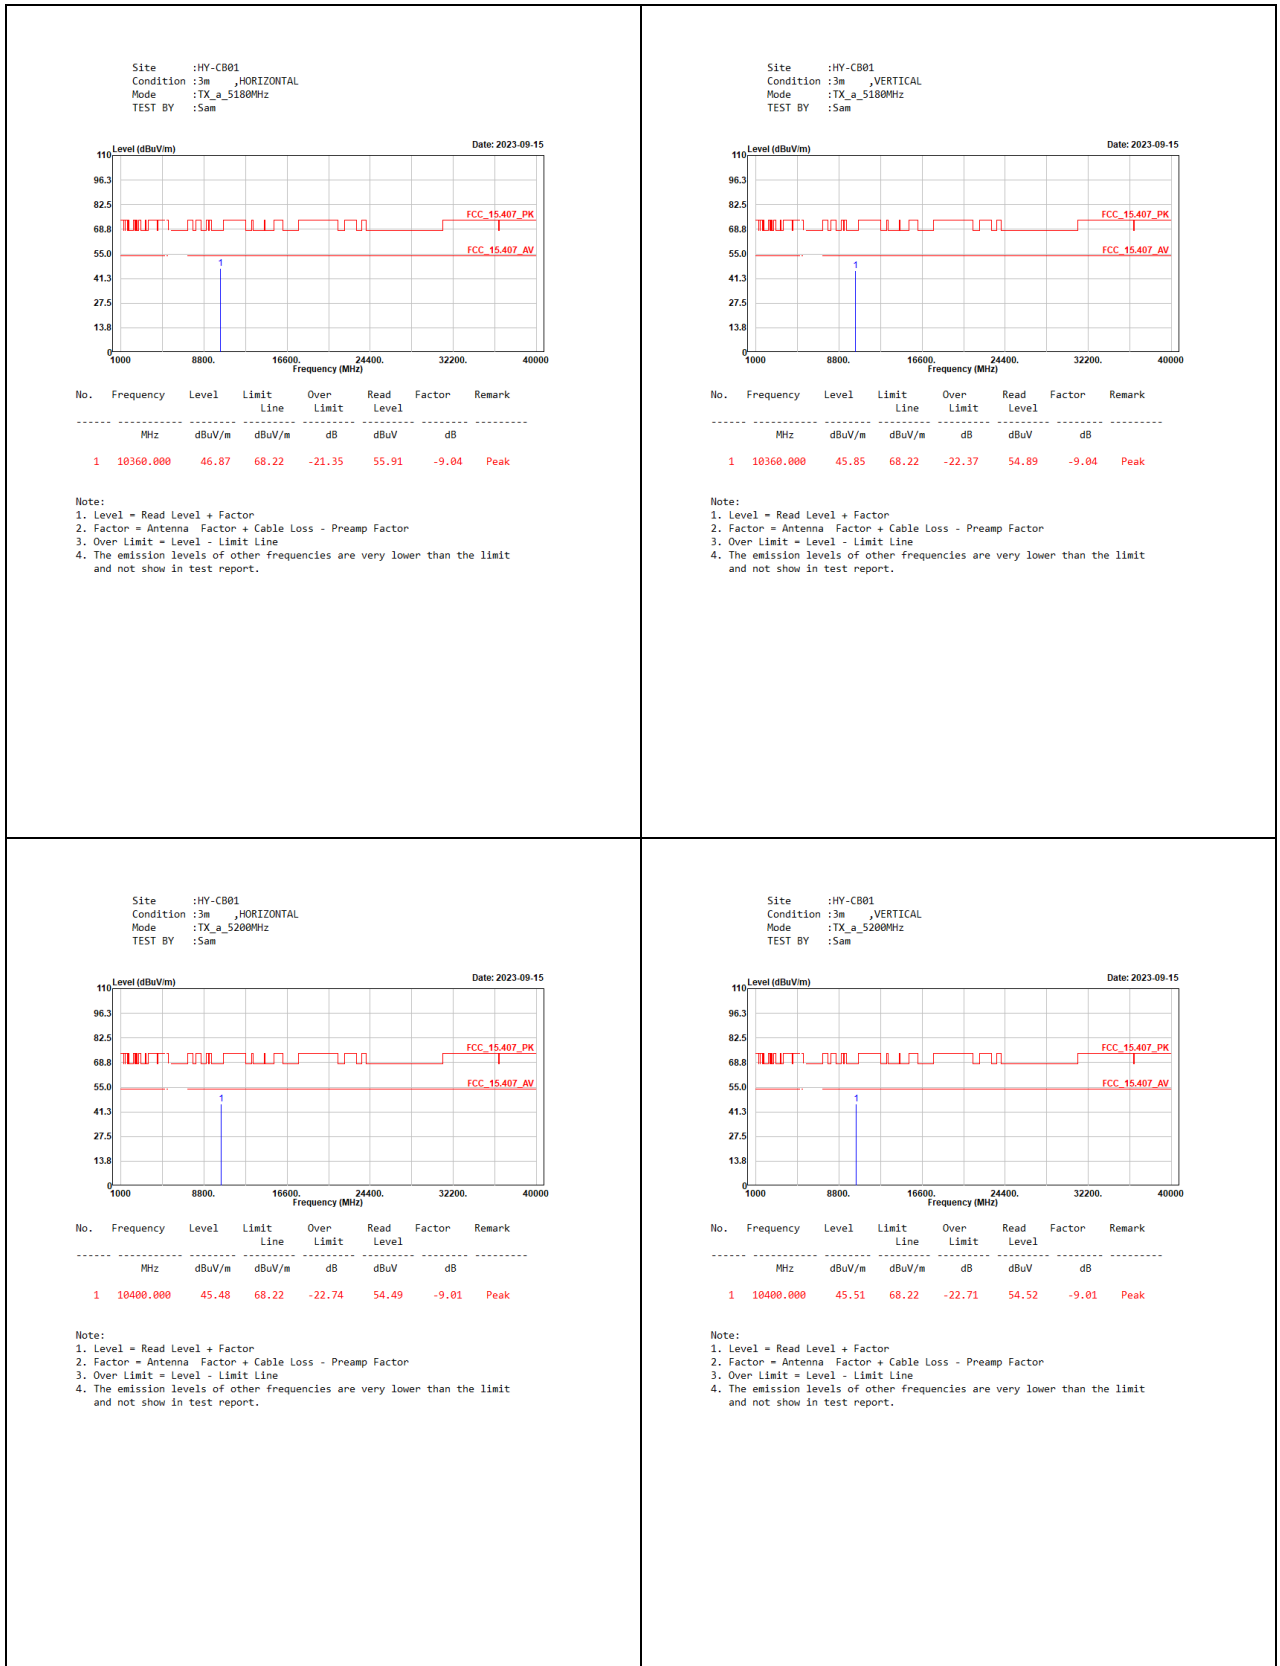 Site      :HY-CB01
Condition :3m    ,HORIZONTAL
Mode      :TX_a_5180MHz
TEST BY   :Sam
Level (dBuV/m)
Date: 2023-09-15
110
96.3
82.5
68.8
55.0
41.3
27.5
13.8
0
FCC_15.407_PK
FCC_15.407_AV
1
1000 8800. 16600. 24400. 32200. 40000
Frequency (MHz)
No. Frequency Level Limit Over Read Factor Remark
Line Limit Level
------ ----------- -------- --------- -------- -------- -------- ---------
MHz dBuV/m dBuV/m dB dBuV dB
1 10360.000 46.87 68.22 -21.35 55.91 -9.04 Peak
Note:
1. Level = Read Level + Factor
2. Factor = Antenna  Factor + Cable Loss - Preamp Factor
3. Over Limit = Level - Limit Line
4. The emission levels of other frequencies are very lower than the limit
and not show in test report.
Site      :HY-CB01
Condition :3m    ,VERTICAL
Mode      :TX_a_5180MHz
TEST BY   :Sam
Level (dBuV/m)
Date: 2023-09-15
110
96.3
82.5
68.8
55.0
41.3
27.5
13.8
0
FCC_15.407_PK
FCC_15.407_AV
1
1000 8800. 16600. 24400. 32200. 40000
Frequency (MHz)
No. Frequency Level Limit Over Read Factor Remark
Line Limit Level
------ ----------- -------- --------- -------- -------- -------- ---------
MHz dBuV/m dBuV/m dB dBuV dB
1 10360.000 45.85 68.22 -22.37 54.89 -9.04 Peak
Note:
1. Level = Read Level + Factor
2. Factor = Antenna  Factor + Cable Loss - Preamp Factor
3. Over Limit = Level - Limit Line
4. The emission levels of other frequencies are very lower than the limit
and not show in test report.
Site      :HY-CB01
Condition :3m    ,HORIZONTAL
Mode      :TX_a_5200MHz
TEST BY   :Sam
Level (dBuV/m)
Date: 2023-09-15
110
96.3
82.5
68.8
55.0
41.3
27.5
13.8
0
FCC_15.407_PK
FCC_15.407_AV
1
1000 8800. 16600. 24400. 32200. 40000
Frequency (MHz)
No. Frequency Level Limit Over Read Factor Remark
Line Limit Level
------ ----------- -------- --------- -------- -------- -------- ---------
MHz dBuV/m dBuV/m dB dBuV dB
1 10400.000 45.48 68.22 -22.74 54.49 -9.01 Peak
Note:
1. Level = Read Level + Factor
2. Factor = Antenna  Factor + Cable Loss - Preamp Factor
3. Over Limit = Level - Limit Line
4. The emission levels of other frequencies are very lower than the limit
and not show in test report.
Site      :HY-CB01
Condition :3m    ,VERTICAL
Mode      :TX_a_5200MHz
TEST BY   :Sam
Level (dBuV/m)
Date: 2023-09-15
110
96.3
82.5
68.8
55.0
41.3
27.5
13.8
0
FCC_15.407_PK
FCC_15.407_AV
1
1000 8800. 16600. 24400. 32200. 40000
Frequency (MHz)
No. Frequency Level Limit Over Read Factor Remark
Line Limit Level
------ ----------- -------- --------- -------- -------- -------- ---------
MHz dBuV/m dBuV/m dB dBuV dB
1 10400.000 45.51 68.22 -22.71 54.52 -9.01 Peak
Note:
1. Level = Read Level + Factor
2. Factor = Antenna  Factor + Cable Loss - Preamp Factor
3. Over Limit = Level - Limit Line
4. The emission levels of other frequencies are very lower than the limit
and not show in test report.